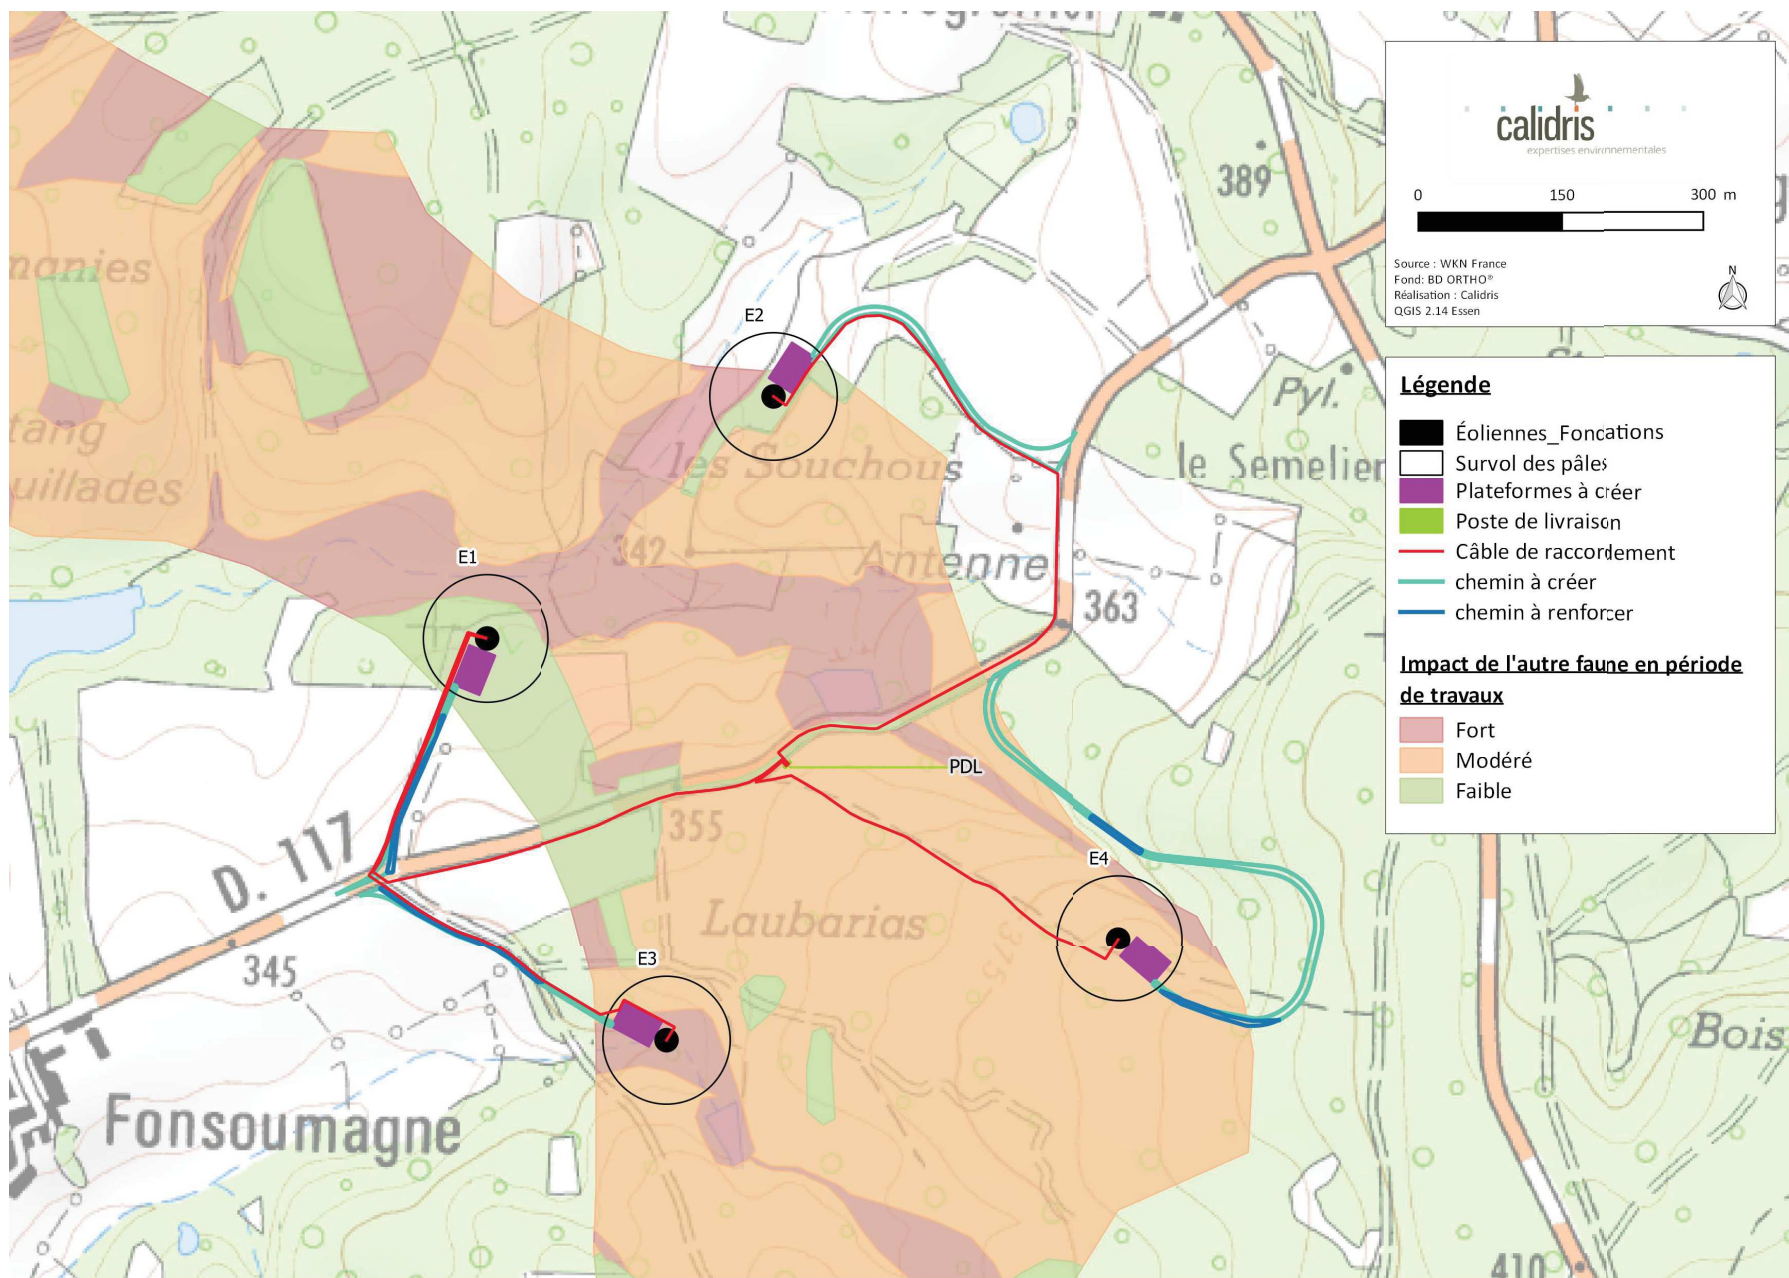 389
manies
E2
tang
uillades
les Souchous
Pyl.
le Semelier
342
Antenne
E1
363
PDL
355
D. 117
E4
Laubarias
345
E3
375
Fonsoumagne
Bois
410
calidris
expertises environnementales
0 150 300 m
Source : WKN France
Fond: BD ORTHO®
Réalisation : Calidris
QGIS 2.14 Essen
N
Légende
Éoliennes_Fondations
Survol des pâles
Plateformes à créer
Poste de livraison
Câble de raccordement
chemin à créer
chemin à renforcer
Impact de l'autre faune en période
de travaux
Fort
Modéré
Faible